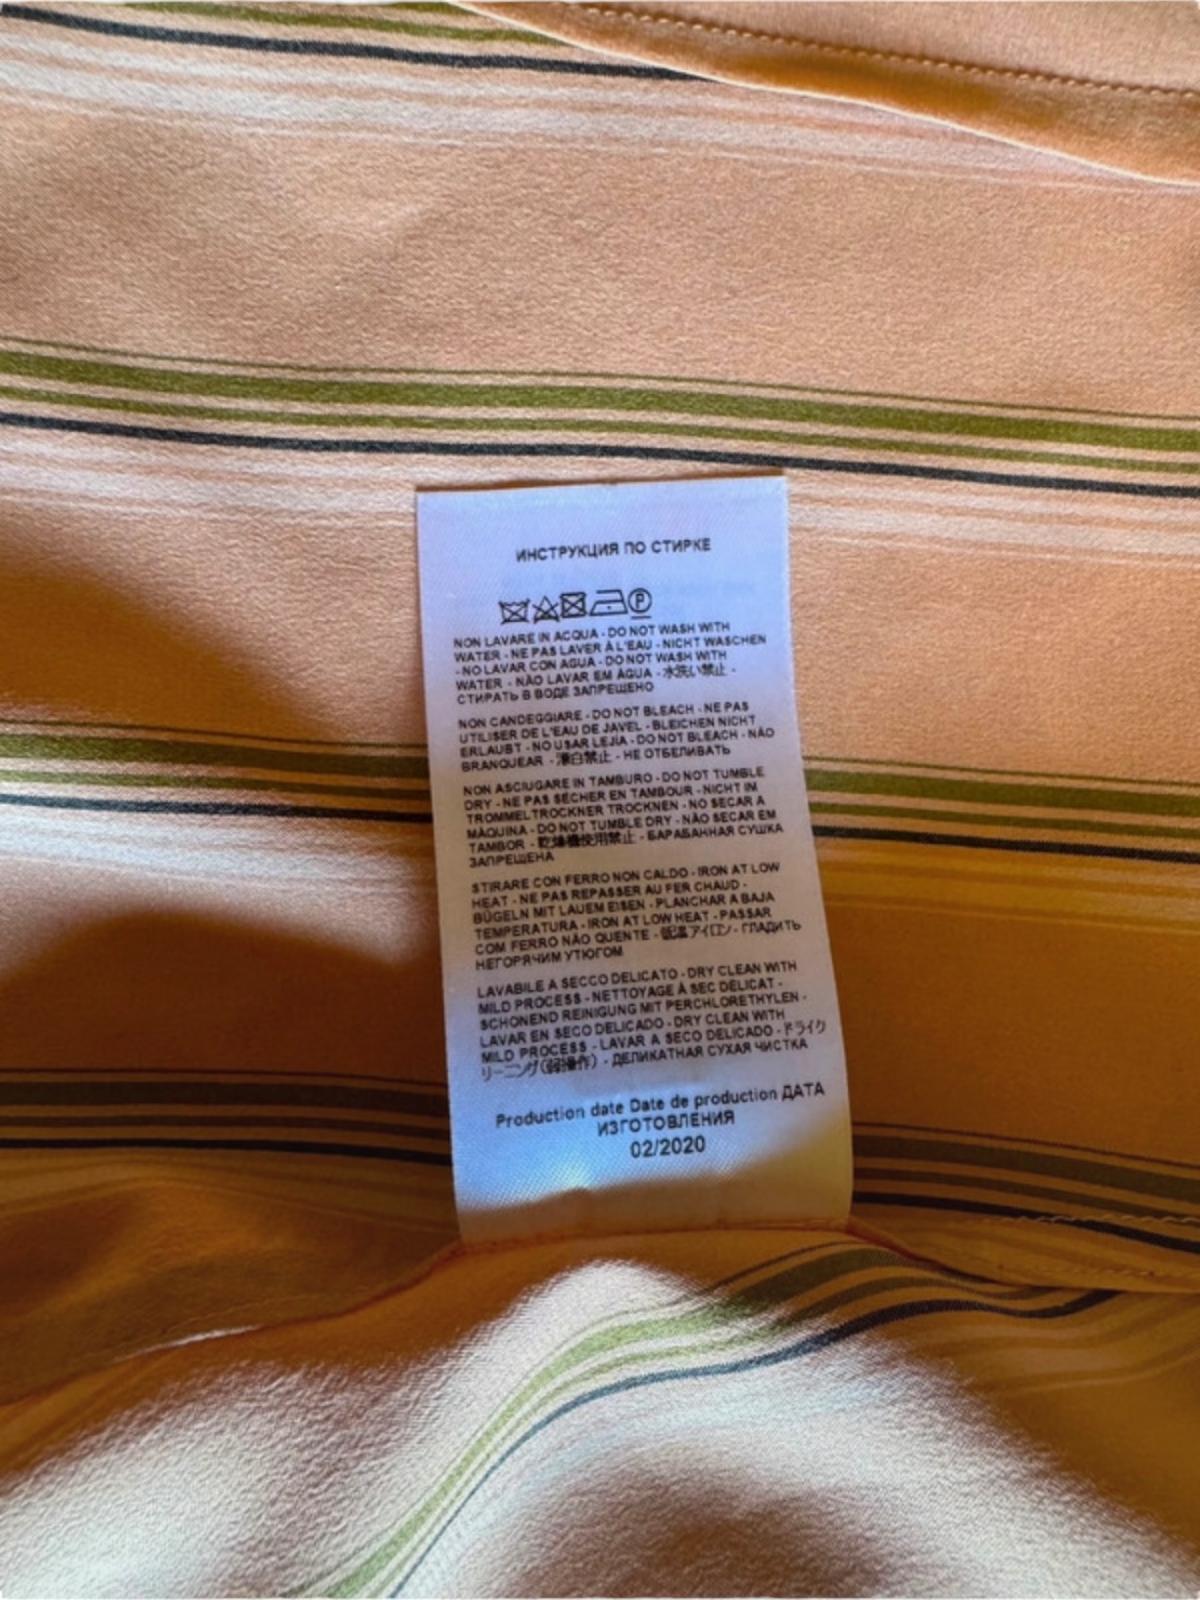 ИНСТРУКЦИЯ ПО СТИРКЕ
P
NON LAVARE IN ACQUA - DO NOT WASH WITH
WATER - NE PAS LAVER À L'EAU - NICHT WASCHEN
- NO LAVAR CON AGUA - DO NOT WASH WITH
WATER - NÃO LAVAR EM ÁGUA - 水洗い禁止 -
СТИРАТЬ В ВОДЕ ЗАПРЕЩЕНО
NON CANDEGGIARE - DO NOT BLEACH - NE PAS
UTILISER DE L'EAU DE JAVEL - BLEICHEN NICHT
ERLAUBT - NO USAR LEJÍA - DO NOT BLEACH - NÃO
BRANQUEAR - 漂白禁止 - НЕ ОТБЕЛИВАТЬ
NON ASCIUGARE IN TAMBURO - DO NOT TUMBLE
DRY - NE PAS SÉCHER EN TAMBOUR - NICHT IM
TROMMELTROCKNER TROCKNEN - NO SECAR A
MÁQUINA - DO NOT TUMBLE DRY - NÃO SECAR EM
TAMBOR - 乾燥機使用禁止 - БАРАБАННАЯ СУШКА
ЗАПРЕЩЕНА
STIRARE CON FERRO NON CALDO - IRON AT LOW
HEAT - NE PAS REPASSER AU FER CHAUD -
BÜGELN MIT LAUEM EISEN - PLANCHAR A BAJA
TEMPERATURA - IRON AT LOW HEAT - PASSAR
COM FERRO NÃO QUENTE - 低温アイロン - ГЛАДИТЬ
НЕГОРЯЧИМ УТЮГОМ
LAVABILE A SECCO DELICATO - DRY CLEAN WITH
MILD PROCESS - NETTOYAGE À SEC DÉLICAT -
SCHONEND REINIGUNG MIT PERCHLORETHYLEN -
LAVAR EN SECO DELICADO - DRY CLEAN WITH
MILD PROCESS - LAVAR A SECO DELICADO - ドライク
リーニング(弱操作) - ДЕЛИКАТНАЯ СУХАЯ ЧИСТКА
Production date Date de production ДАТА
ИЗГОТОВЛЕНИЯ
02/2020